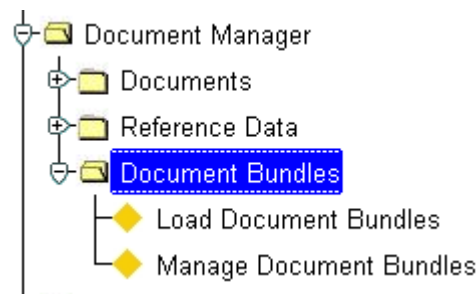 Document Manager
Documents
Reference Data
Document Bundles
Load Document Bundles
Manage Document Bundles